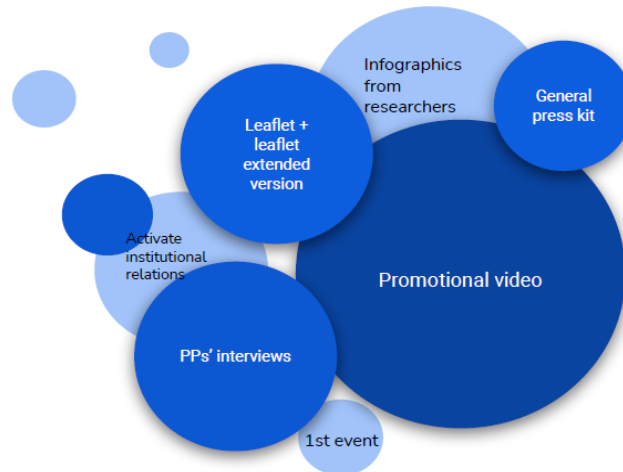 Infographics
from
researchers
General
press kit
Leaflet +
leaflet
extended
version
Activate
institutional
relations
Promotional video
PPs’ interviews
1st event